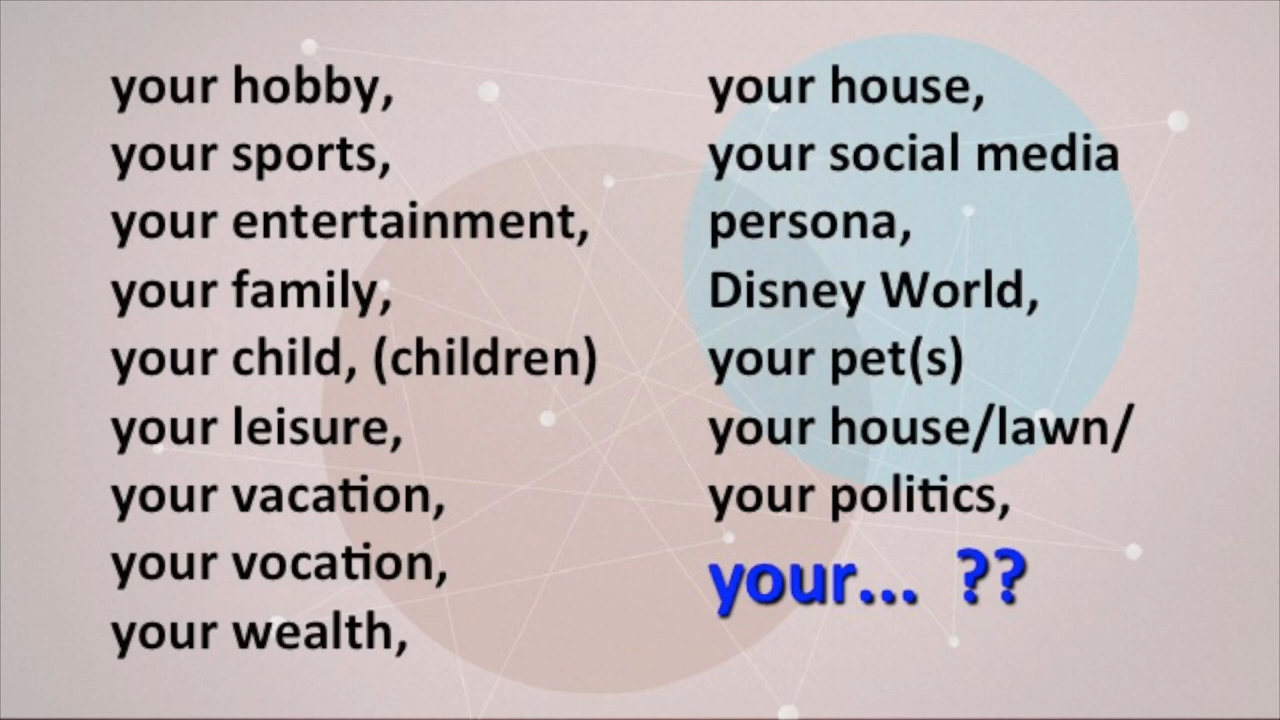 your hobby,
your sports,
your entertainment,
your family,
your child, (children)
your leisure,
your vacation,
your vocation,
your wealth,
your house,
your social media
persona,
Disney World,
your pet(s)
your house/lawn/
your politics,
your... ??